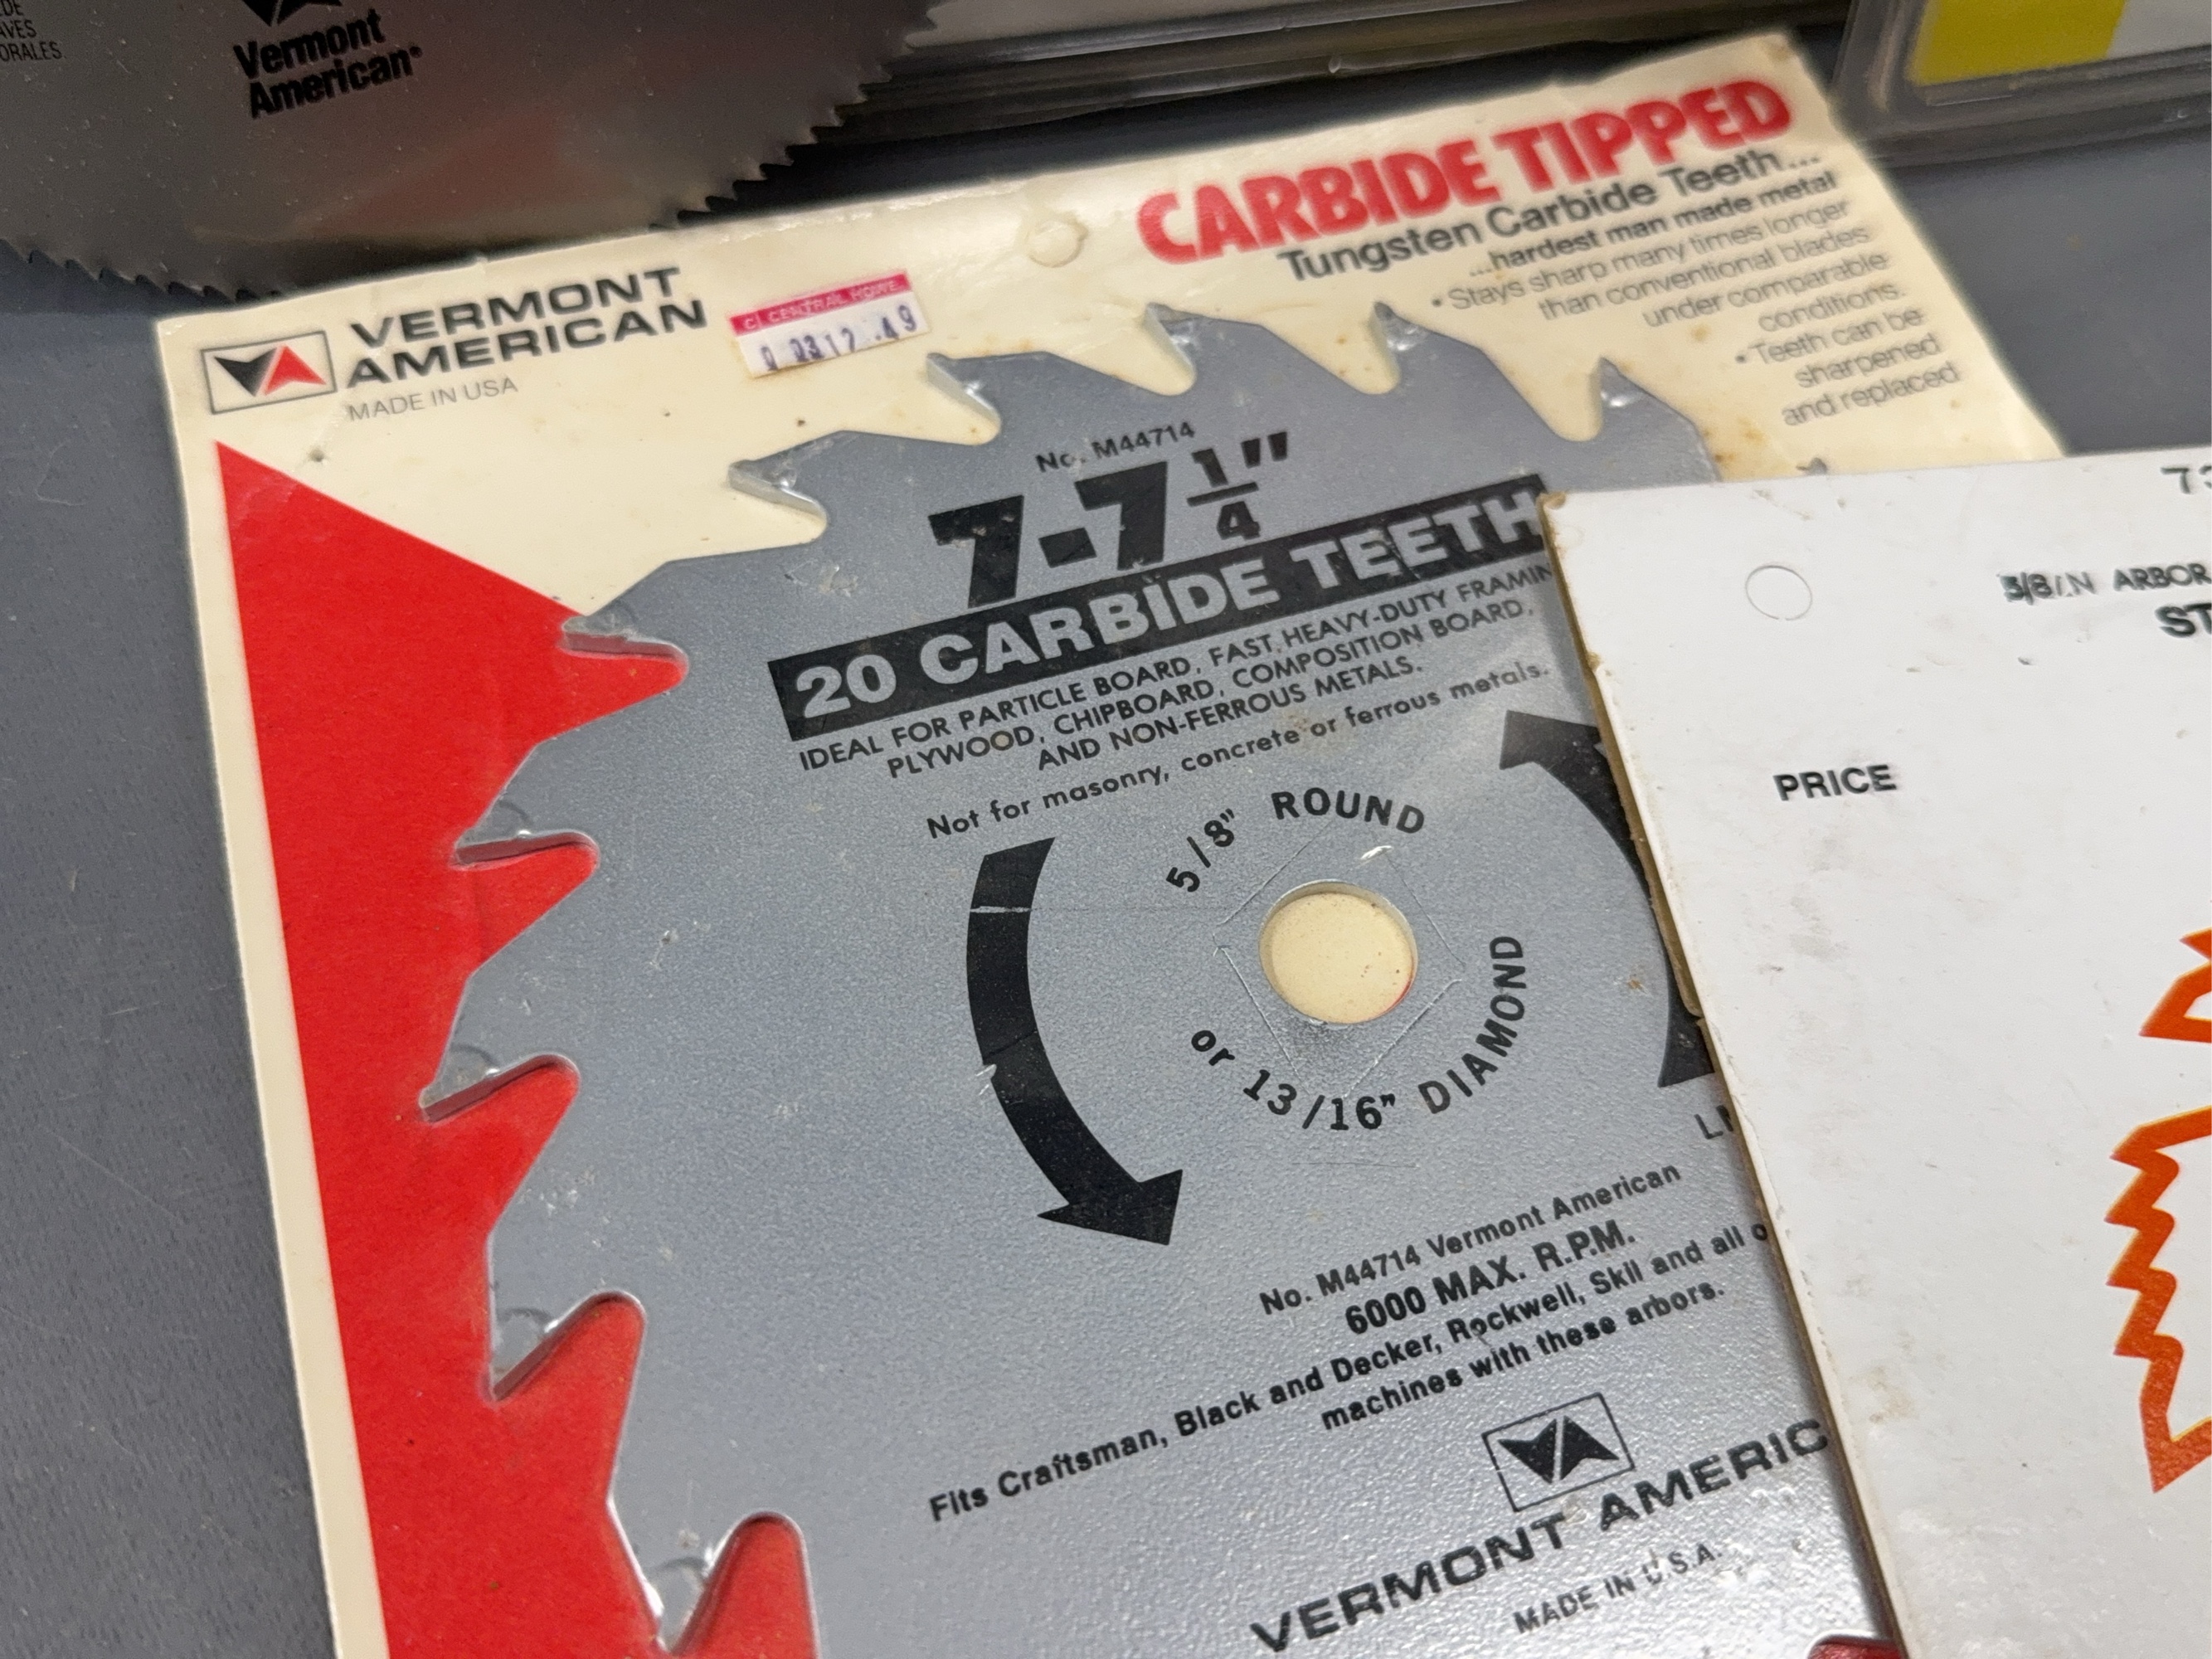 Vermont
American
CARBIDE TIPPED
Tungsten Carbide Teeth...
...hardest man made metal
• Stays sharp many times longer
than conventional blades
under comparable
conditions.
• Teeth can be
sharpened
and replaced
VERMONT
AMERICAN
MADE IN USA
CENTRAL HOME
No. M44714
7-7 1/4"
20 CARBIDE TEETH
IDEAL FOR PARTICLE BOARD, FAST, HEAVY-DUTY FRAMIN
PLYWOOD, CHIPBOARD, COMPOSITION BOARD,
AND NON-FERROUS METALS.
Not for masonry, concrete or ferrous metals.
5/8" ROUND
or 13/16" DIAMOND
No. M44714 Vermont American
6000 MAX. R.P.M.
Fits Craftsman, Black and Decker, Rockwell, Skil and all o
machines with these arbors.
VERMONT AMERIC
MADE IN U.S.A.
ARBOR
ST
PRICE